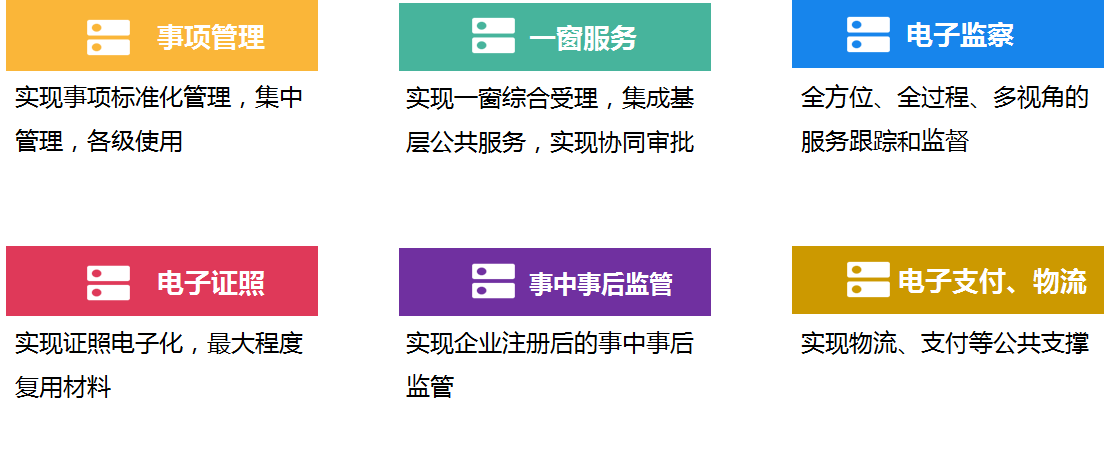 事项管理
实现事项标准化管理，集中
管理，各级使用
一窗服务
实现一窗综合受理，集成基
层公共服务，实现协同审批
电子监察
全方位、全过程、多视角的
服务跟踪和监督
电子证照
实现证照电子化，最大程度
复用材料
事中事后监管
实现企业注册后的事中事后
监管
电子支付、物流
实现物流、支付等公共支撑